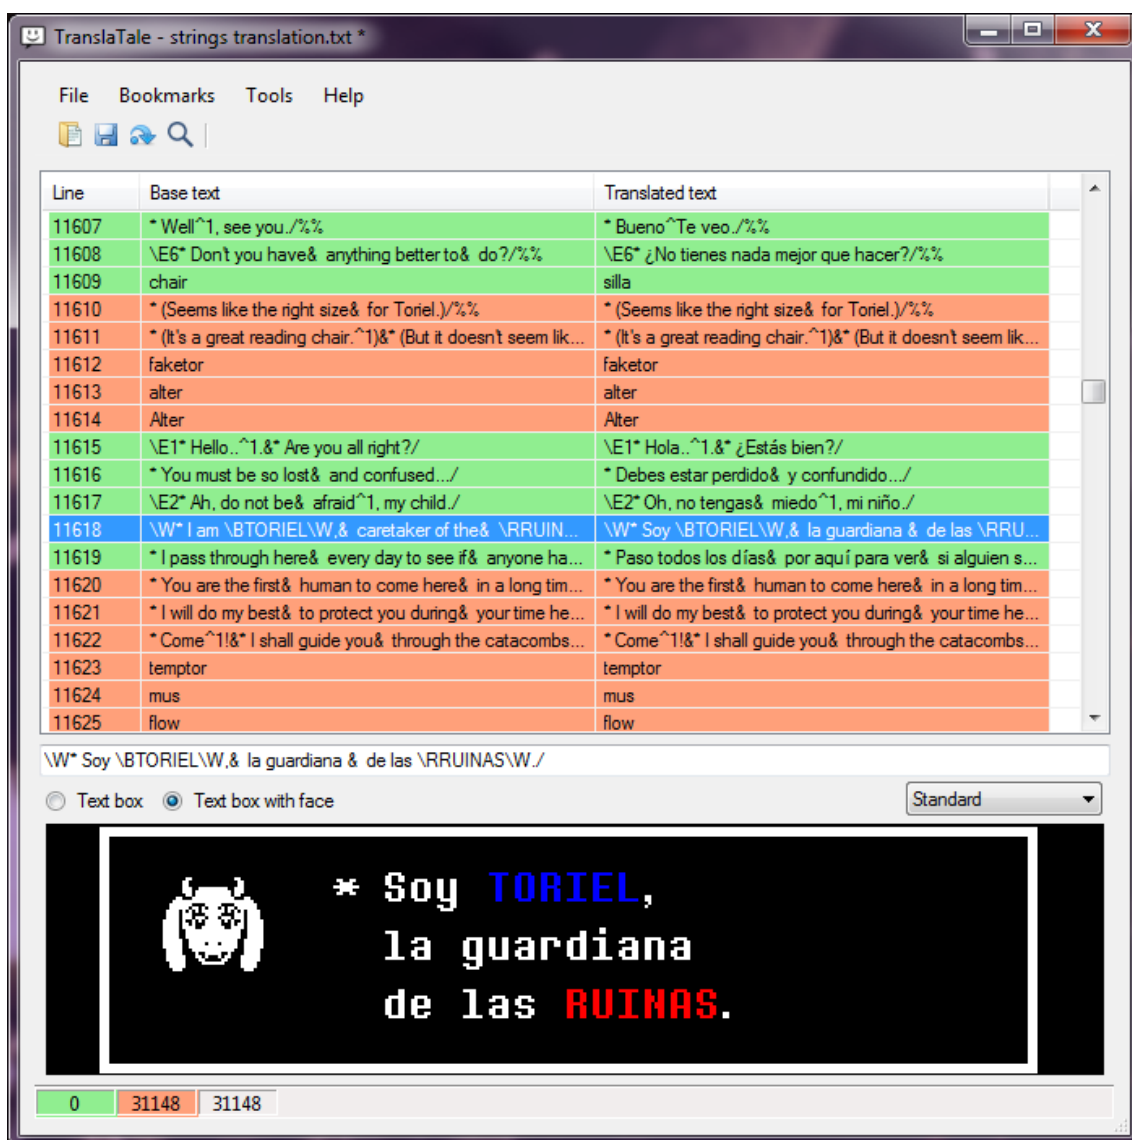 TranslaTale - strings translation.txt *
File Bookmarks Tools Help
Line Base text Translated text
11607 * Well^1, see you./%% * Bueno^Te veo./%%
11608 \E6* Don't you have& anything better to& do?/%% \E6* ¿No tienes nada mejor que hacer?/%%
11609 chair silla
11610 * (Seems like the right size& for Toriel.)/%% * (Seems like the right size& for Toriel.)/%%
11611 * (It's a great reading chair.^1)&* (But it doesn't seem lik... * (It's a great reading chair.^1)&* (But it doesn't seem lik...
11612 faketor faketor
11613 alter alter
11614 Alter Alter
11615 \E1* Hello..^1.&* Are you all right?/ \E1* Hola..^1.&* ¿Estás bien?/
11616 * You must be so lost& and confused.../ * Debes estar perdido& y confundido.../
11617 \E2* Ah, do not be& afraid^1, my child./ \E2* Oh, no tengas& miedo^1, mi niño./
11618 \W* I am \BTORIEL\W,& caretaker of the& \RRUIN... \W* Soy \BTORIEL\W,& la guardiana & de las \RRU...
11619 * I pass through here& every day to see if& anyone ha... * Paso todos los días& por aquí para ver& si alguien s...
11620 * You are the first& human to come here& in a long tim... * You are the first& human to come here& in a long tim...
11621 * I will do my best& to protect you during& your time he... * I will do my best& to protect you during& your time he...
11622 * Come^1!&* I shall guide you& through the catacombs... * Come^1!&* I shall guide you& through the catacombs...
11623 temptor temptor
11624 mus mus
11625 flow flow
\W* Soy \BTORIEL\W,& la guardiana & de las \RRUINAS\W./
Text box Text box with face Standard
* Soy TORIEL,
la guardiana
de las RUINAS.
0 31148 31148